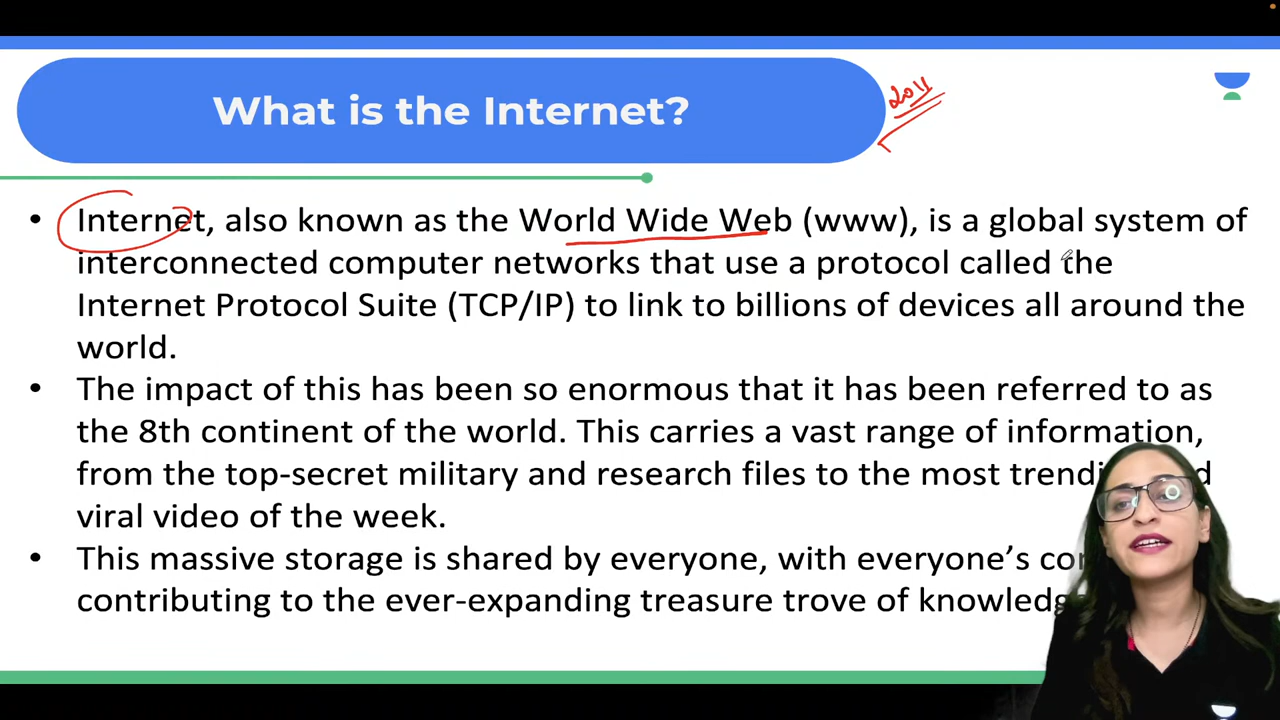 What is the Internet?
2011
• Internet, also known as the World Wide Web (www), is a global system of
interconnected computer networks that use a protocol called the
Internet Protocol Suite (TCP/IP) to link to billions of devices all around the
world.
• The impact of this has been so enormous that it has been referred to as
the 8th continent of the world. This carries a vast range of information,
from the top-secret military and research files to the most
viral video of the week.
• This massive storage is shared by everyone, with everyone’s
contributing to the ever-expanding treasure trove of